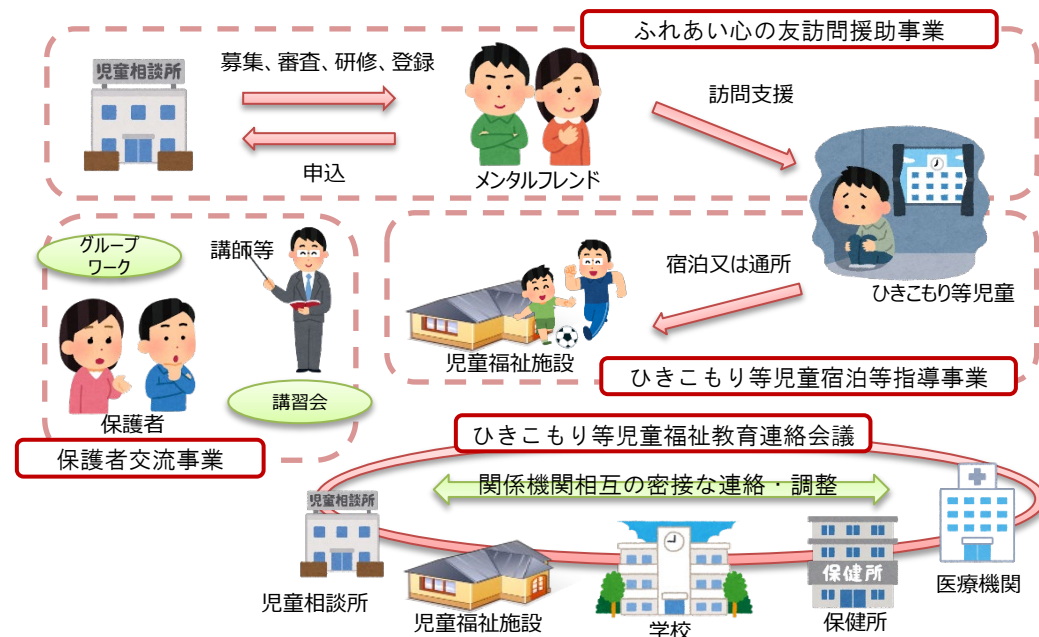 ふれあい心の友訪問援助事業
児童相談所
募集、審査、研修、登録
申込
メンタルフレンド
訪問支援
ひきこもり等児童
グループ
ワーク
講師等
保護者
講習会
保護者交流事業
宿泊又は通所
児童福祉施設
ひきこもり等児童宿泊等指導事業
ひきこもり等児童福祉教育連絡会議
関係機関相互の密接な連絡・調整
児童相談所
児童相談所
児童福祉施設
学校
保健所
保健所
医療機関